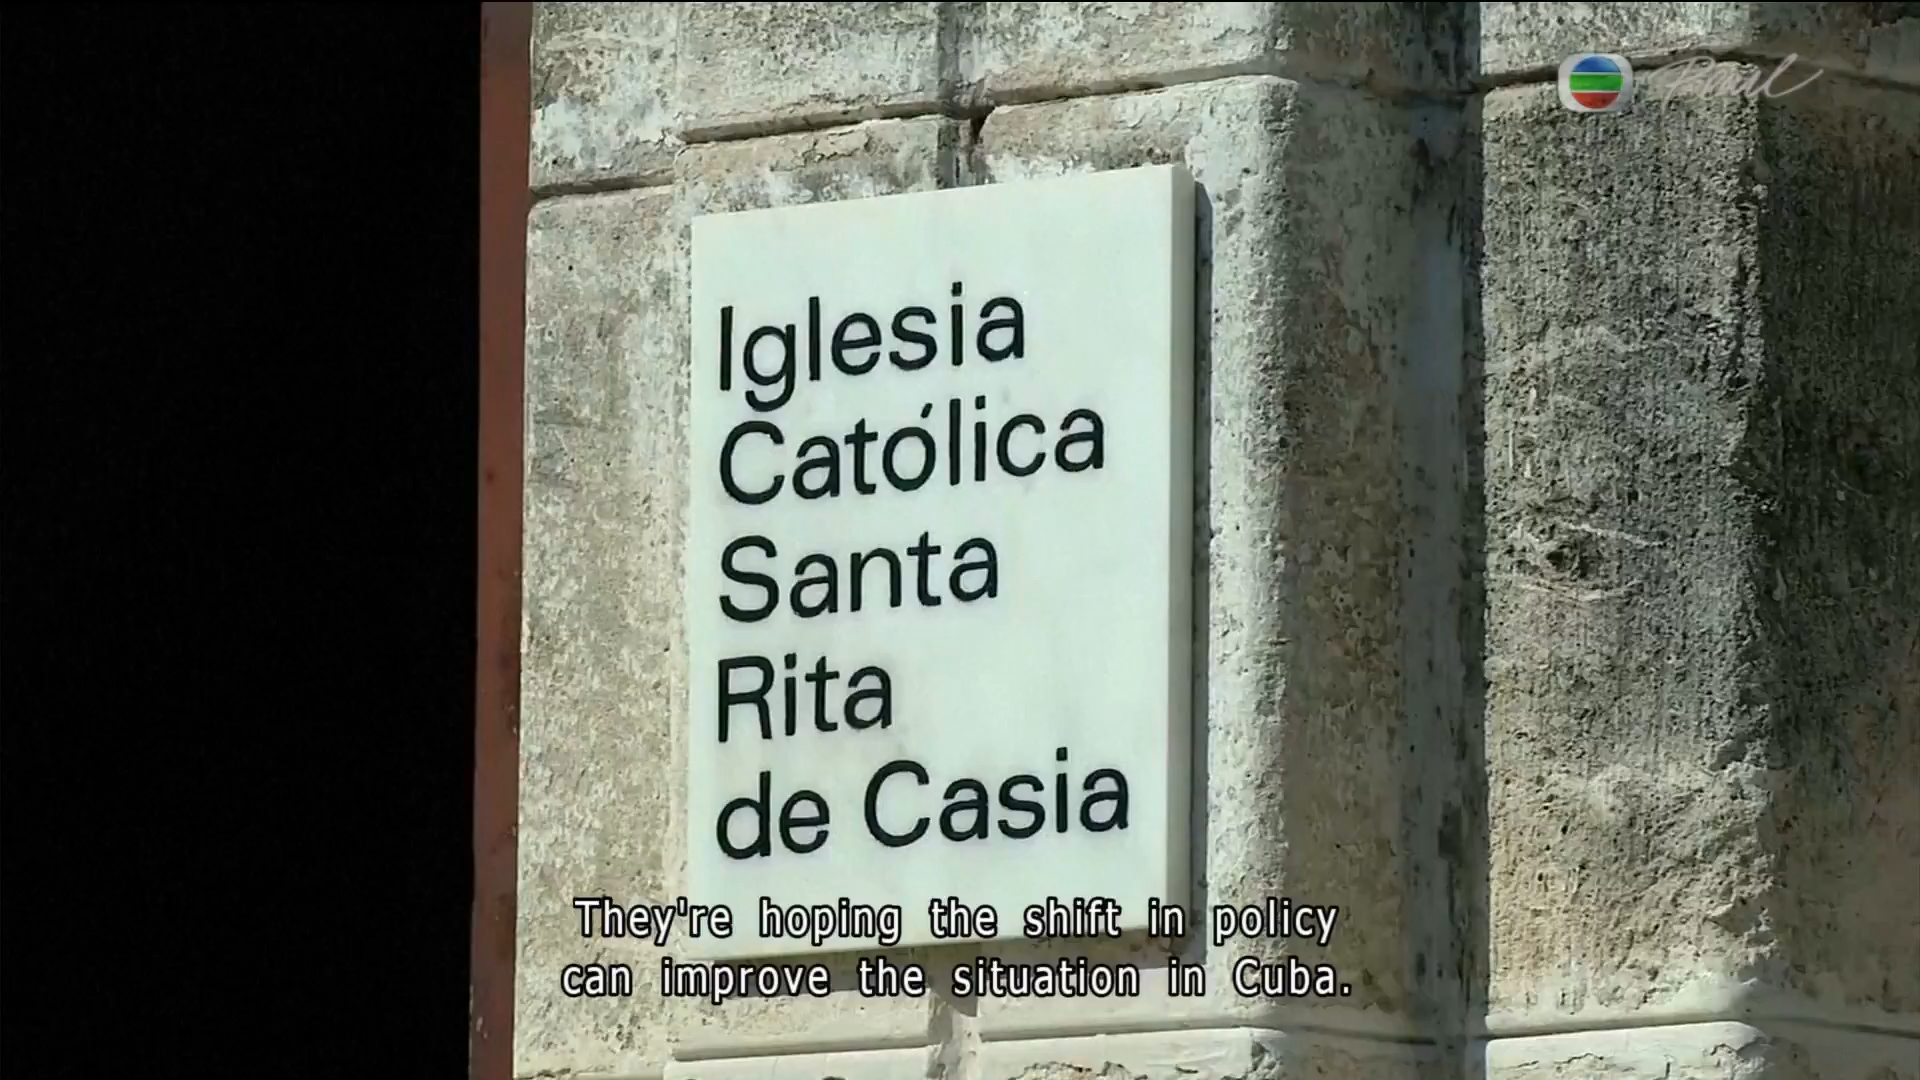 Pearl
Iglesia
Católica
Santa
Rita
de Casia
They're hoping the shift in policy
can improve the situation in Cuba.